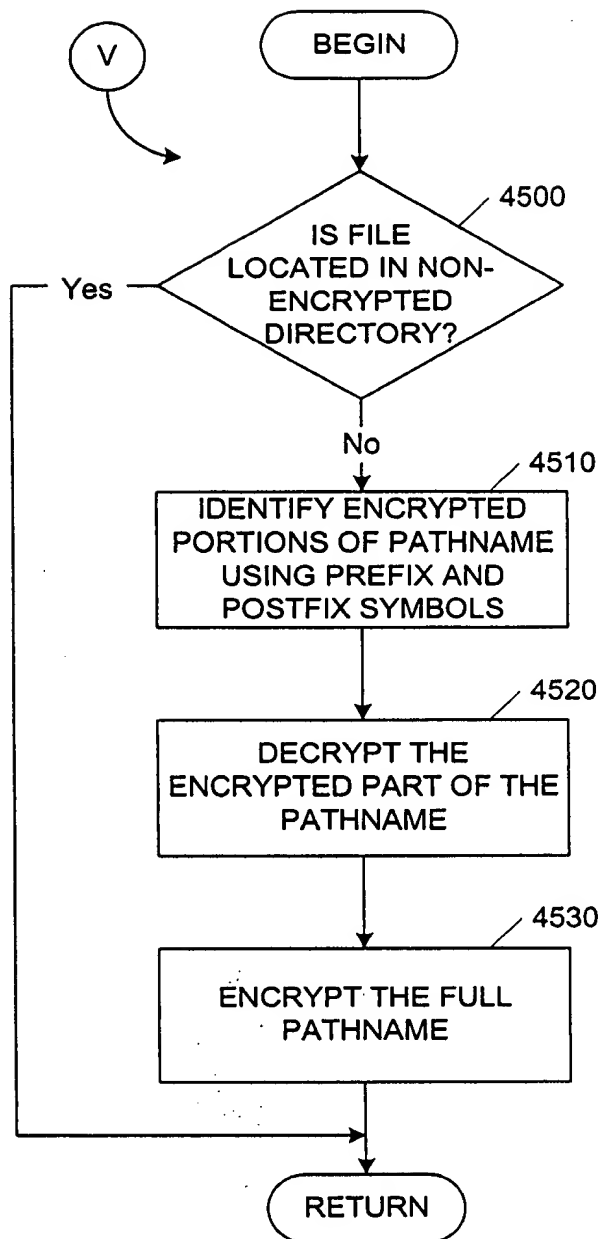 V
BEGIN
4500
IS FILE
LOCATED IN NON-
ENCRYPTED
DIRECTORY?
Yes
No
4510
IDENTIFY ENCRYPTED
PORTIONS OF PATHNAME
USING PREFIX AND
POSTFIX SYMBOLS
4520
DECRYPT THE
ENCRYPTED PART OF THE
PATHNAME
4530
ENCRYPT THE FULL
PATHNAME
RETURN